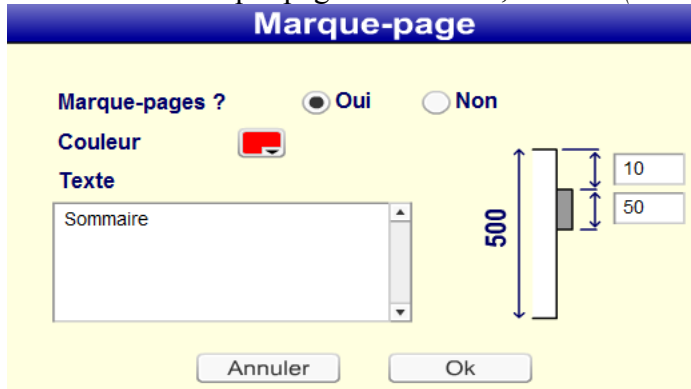 Marque-page
Marque-pages ? Oui Non
Couleur
Texte
Sommaire
500
10
50
Annuler Ok